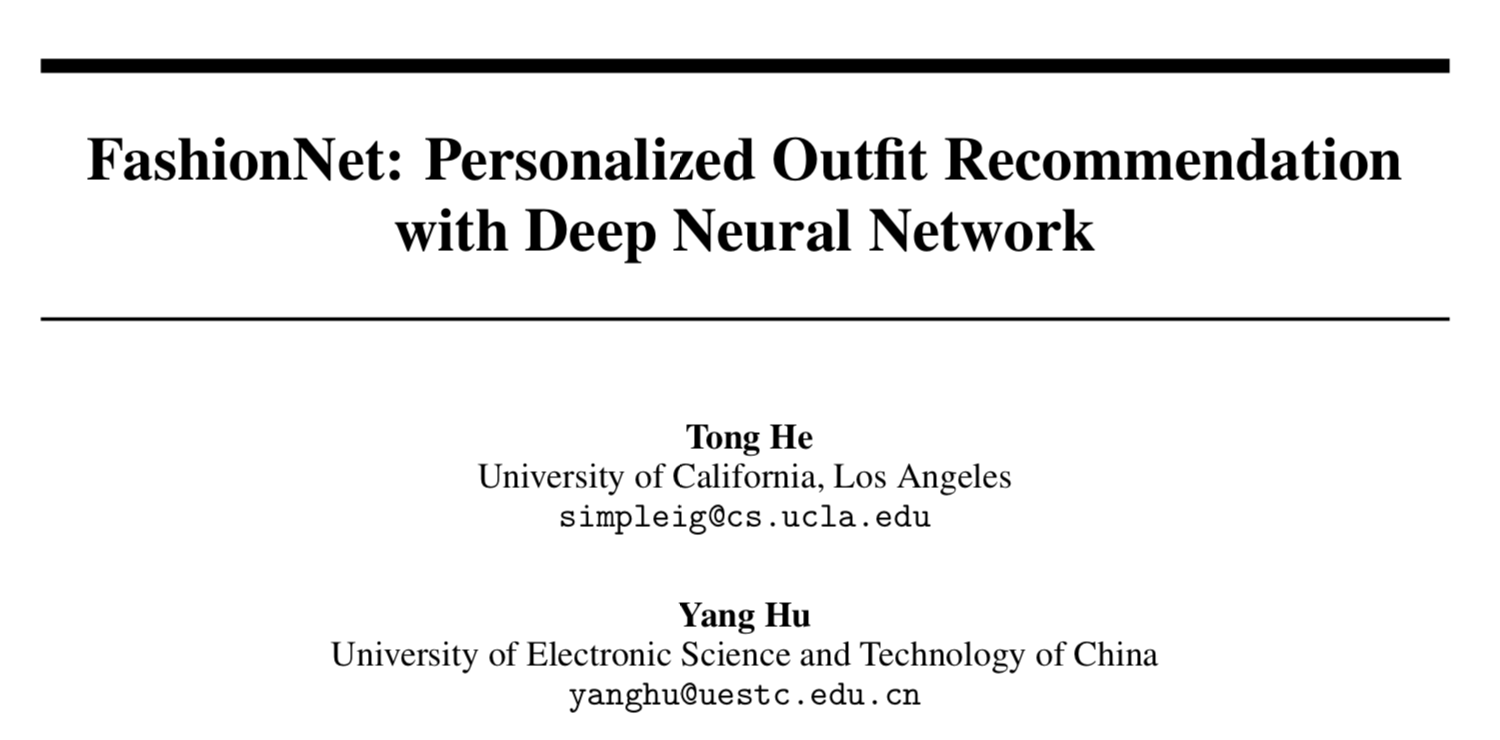 FashionNet: Personalized Outfit Recommendation
with Deep Neural Network
Tong He
University of California, Los Angeles
simpleig@cs.ucla.edu
Yang Hu
University of Electronic Science and Technology of China
yanghu@uestc.edu.cn